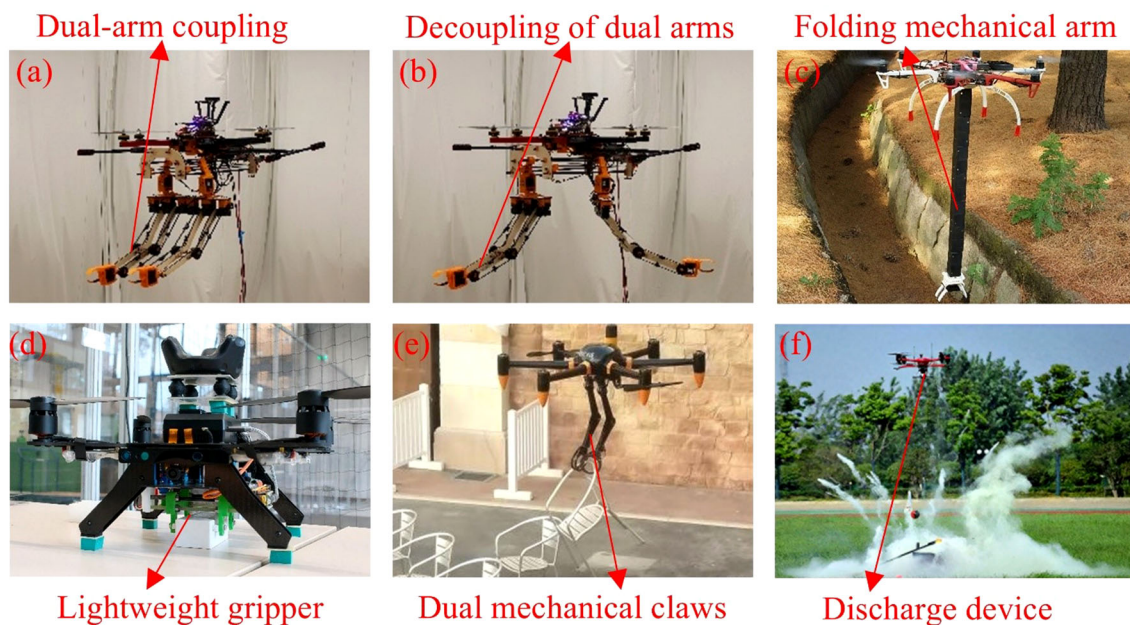 Dual-arm coupling
Decoupling of dual arms
Folding mechanical arm
(a)
(b)
(c)
(d)
(e)
(f)
Lightweight gripper
Dual mechanical claws
Discharge device